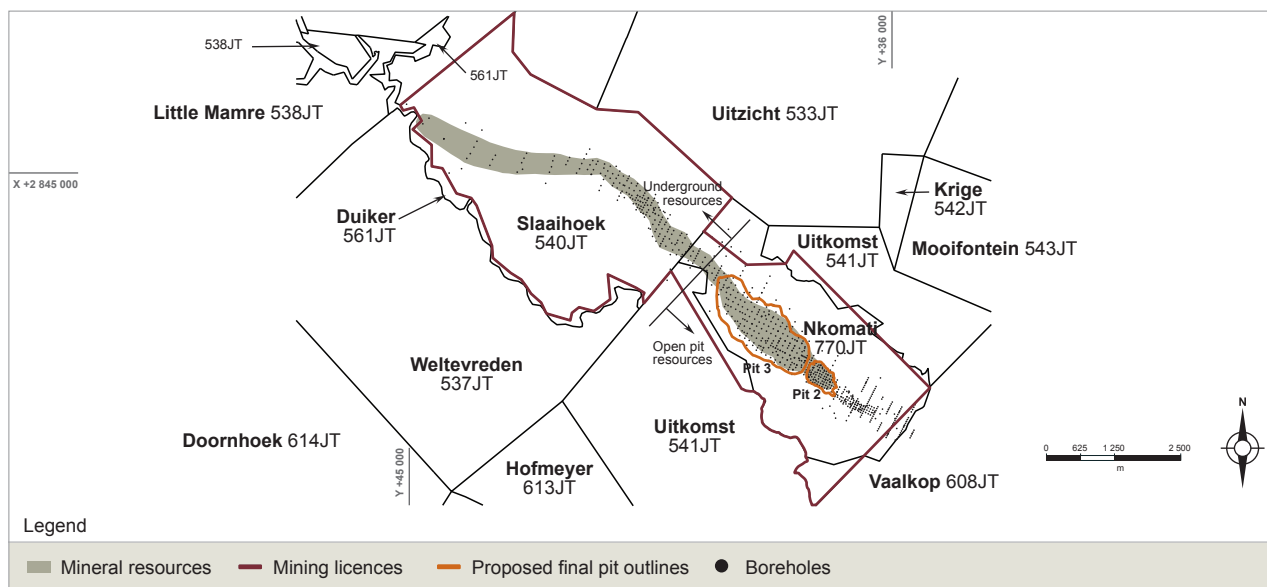 538JT
561JT
Y +36 000
Little Mamre 538JT
Uitzicht 533JT
X +2 845 000
Underground
resources
Krige
542JT
Duiker
561JT
Slaaihoek
540JT
Uitkomst
541JT
Mooifontein 543JT
Nkomati
770JT
Open pit
resources
Pit 3
Pit 2
Weltevreden
537JT
Uitkomst
541JT
Doornhoek 614JT
Y +45 000
Hofmeyer
613JT
Vaalkop 608JT
N
0 625 1 250 2 500
m
Legend
Mineral resources Mining licences Proposed final pit outlines Boreholes